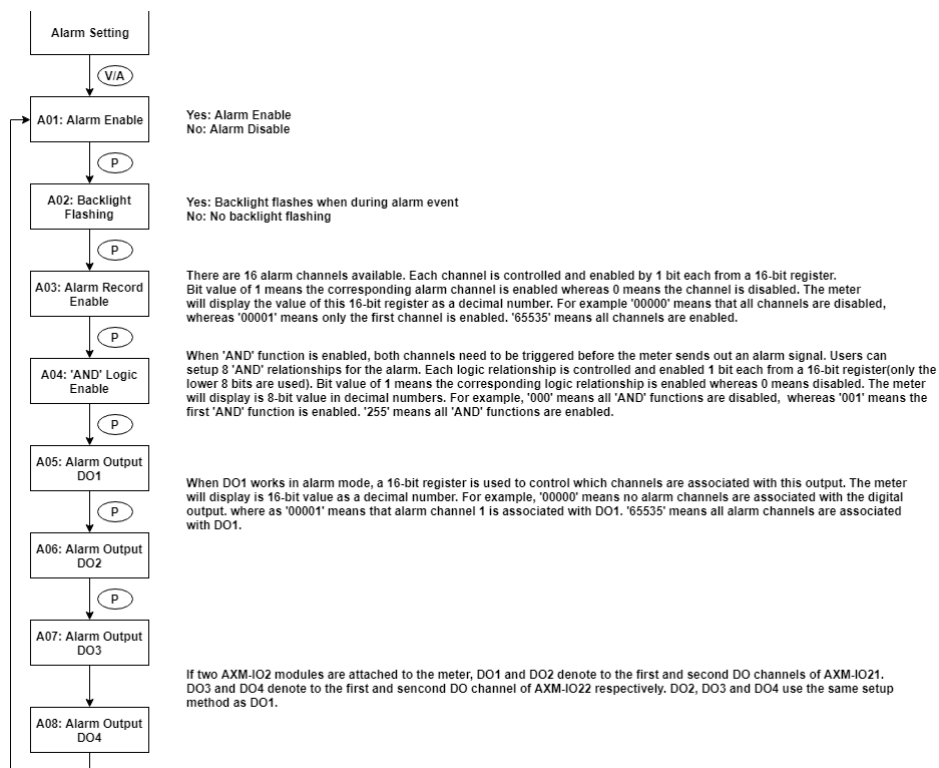 Alarm Setting
V/A
A01: Alarm Enable
Yes: Alarm Enable
No: Alarm Disable
P
A02: Backlight
Flashing
Yes: Backlight flashes when during alarm event
No: No backlight flashing
P
A03: Alarm Record
Enable
There are 16 alarm channels available. Each channel is controlled and enabled by 1 bit each from a 16-bit register.
Bit value of 1 means the corresponding alarm channel is enabled whereas 0 means the channel is disabled. The meter
will display the value of this 16-bit register as a decimal number. For example '00000' means that all channels are disabled,
whereas '00001' means only the first channel is enabled. '65535' means all channels are enabled.
P
A04: 'AND' Logic
Enable
When 'AND' function is enabled, both channels need to be triggered before the meter sends out an alarm signal. Users can
setup 8 'AND' relationships for the alarm. Each logic relationship is controlled and enabled 1 bit each from a 16-bit register(only the
lower 8 bits are used). Bit value of 1 means the corresponding logic relationship is enabled whereas 0 means disabled. The meter
will display is 8-bit value in decimal numbers. For example, '000' means all 'AND' functions are disabled, whereas '001' means the
first 'AND' function is enabled. '255' means all 'AND' functions are enabled.
P
A05: Alarm Output
DO1
When DO1 works in alarm mode, a 16-bit register is used to control which channels are associated with this output. The meter
will display is 16-bit value as a decimal number. For example, '00000' means no alarm channels are associated with the digital
output. where as '00001' means that alarm channel 1 is associated with DO1. '65535' means all alarm channels are associated
with DO1.
P
A06: Alarm Output
DO2
P
A07: Alarm Output
DO3
If two AXM-IO2 modules are attached to the meter, DO1 and DO2 denote to the first and second DO channels of AXM-IO21.
DO3 and DO4 denote to the first and sencond DO channel of AXM-IO22 respectively. DO2, DO3 and DO4 use the same setup
method as DO1.
A08: Alarm Output
DO4